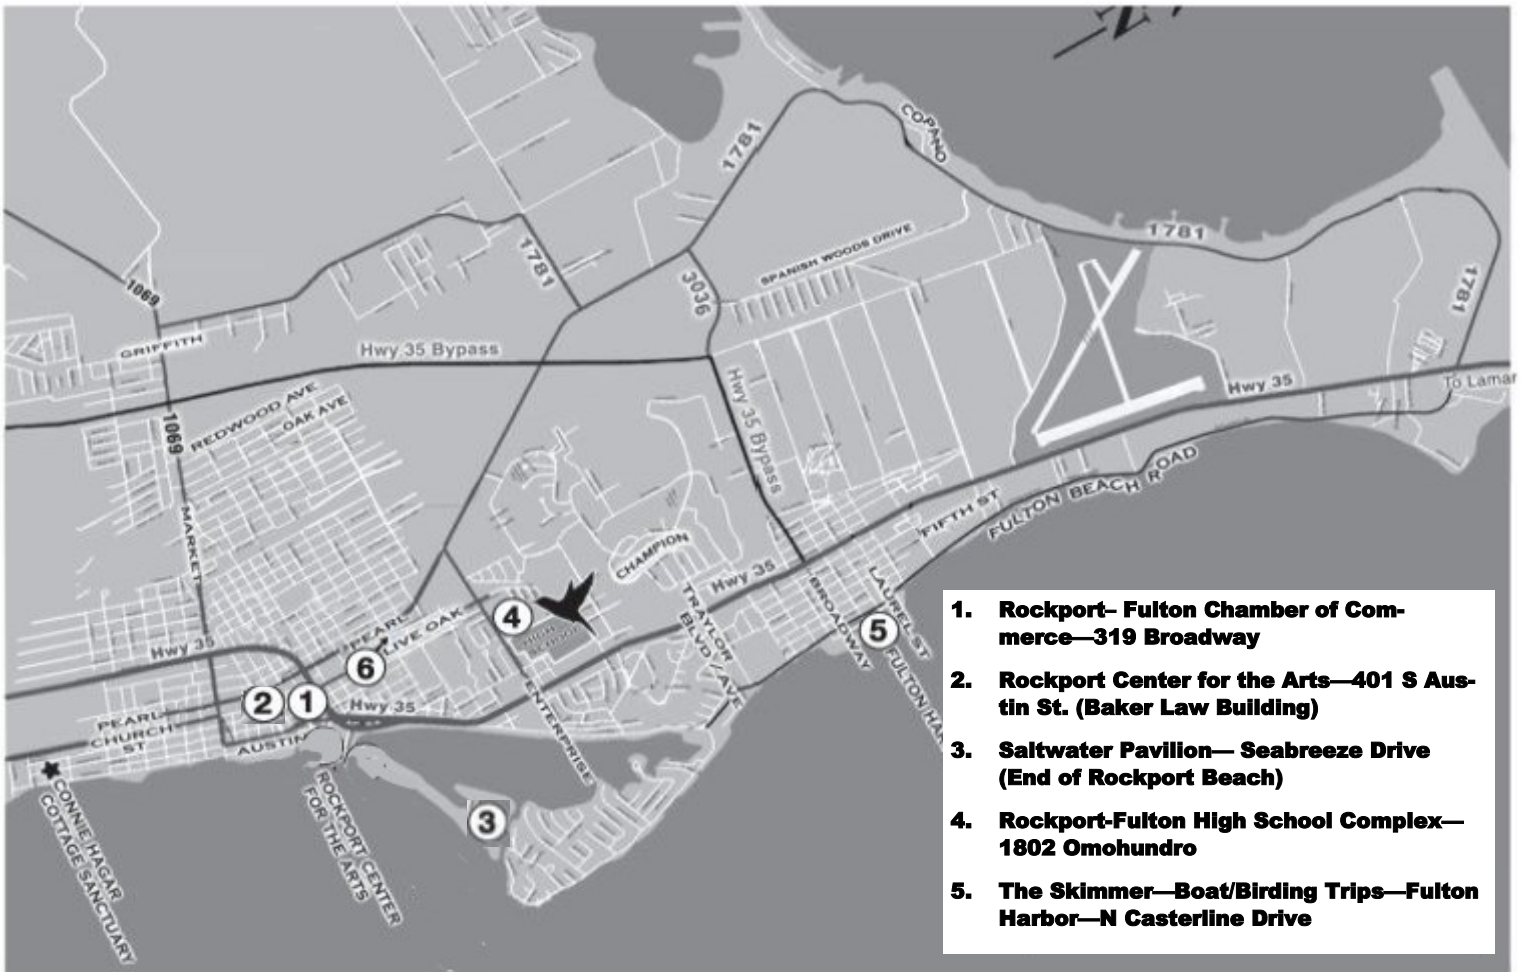 N
COPANO
1781
1781
1781
1781
3036
SPANISH WOODS DRIVE
1069
GRIFFITH
Hwy 35 Bypass
Hwy 35 Bypass
Hwy 35
To Lamar
REDWOOD AVE
OAK AVE
1069
MARKET
FIFTH ST
FULTON BEACH ROAD
CHAMPION
Hwy 35
TRAYLOR
BLVD / AVE
BROADWAY
LAUREL ST
4
HIGH
SCHOOL
5
FULTON HAR
PEARL
LIVE OAK
Hwy 35
6
2
1
Hwy 35
ENTERPRISE
PEARL
CHURCH
ST
AUSTIN
3
CONNIE HAGAR
COTTAGE SANCTUARY
ROCKPORT CENTER
FOR THE ARTS
1. Rockport– Fulton Chamber of Com-
merce—319 Broadway
2. Rockport Center for the Arts—401 S Aus-
tin St. (Baker Law Building)
3. Saltwater Pavilion— Seabreeze Drive
(End of Rockport Beach)
4. Rockport-Fulton High School Complex—
1802 Omohundro
5. The Skimmer—Boat/Birding Trips—Fulton
Harbor—N Casterline Drive